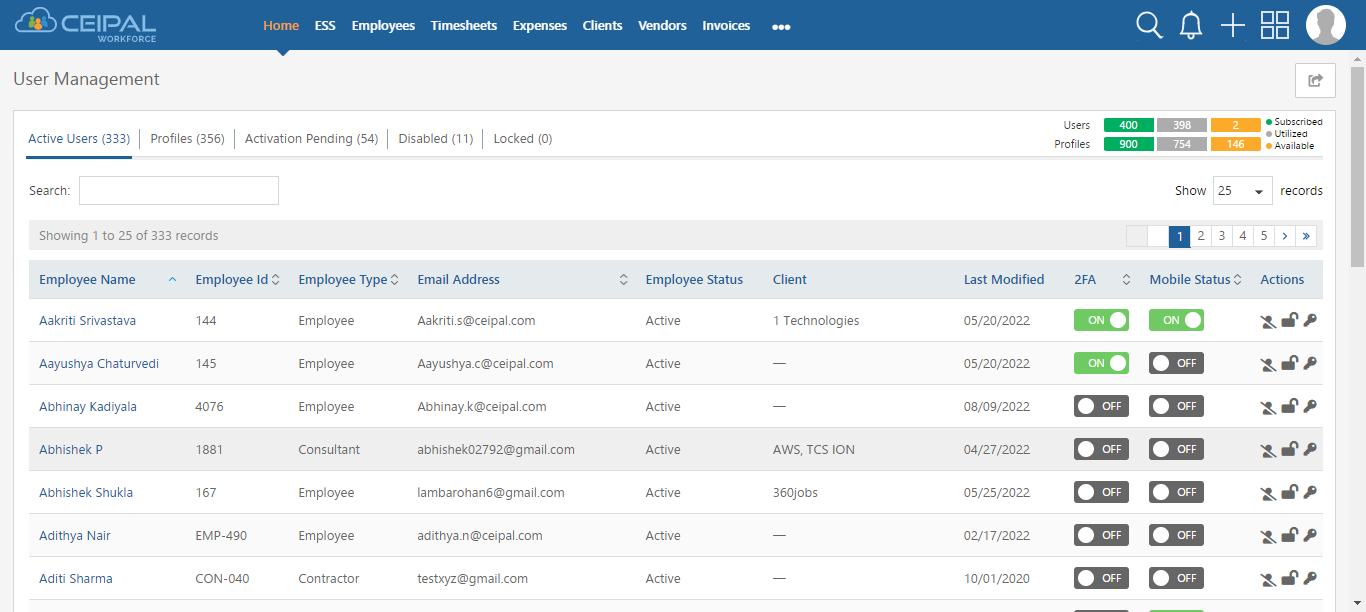 CEIPAL
WORKFORCE
Home ESS Employees Timesheets Expenses Clients Vendors Invoices
User Management
Active Users (333) Profiles (356) Activation Pending (54) Disabled (11) Locked (0)
Users 400 398 2
Profiles 900 754 146
Subscribed
Utilized
Available
Search: Show 25 records
Showing 1 to 25 of 333 records 1 2 3 4 5 › »
Employee Name Employee Id Employee Type Email Address Employee Status Client Last Modified 2FA Mobile Status Actions
Aakriti Srivastava 144 Employee Aakriti.s@ceipal.com Active 1 Technologies 05/20/2022 ON ON
Aayushya Chaturvedi 145 Employee Aayushya.c@ceipal.com Active — 05/20/2022 ON OFF
Abhinay Kadiyala 4076 Employee Abhinay.k@ceipal.com Active — 08/09/2022 OFF OFF
Abhishek P 1881 Consultant abhishek02792@gmail.com Active AWS, TCS ION 04/27/2022 OFF OFF
Abhishek Shukla 167 Employee lambarohan6@gmail.com Active 360jobs 05/25/2022 OFF OFF
Adithya Nair EMP-490 Employee adithya.n@ceipal.com Active — 02/17/2022 OFF OFF
Aditi Sharma CON-040 Contractor testxyz@gmail.com Active — 10/01/2020 OFF OFF